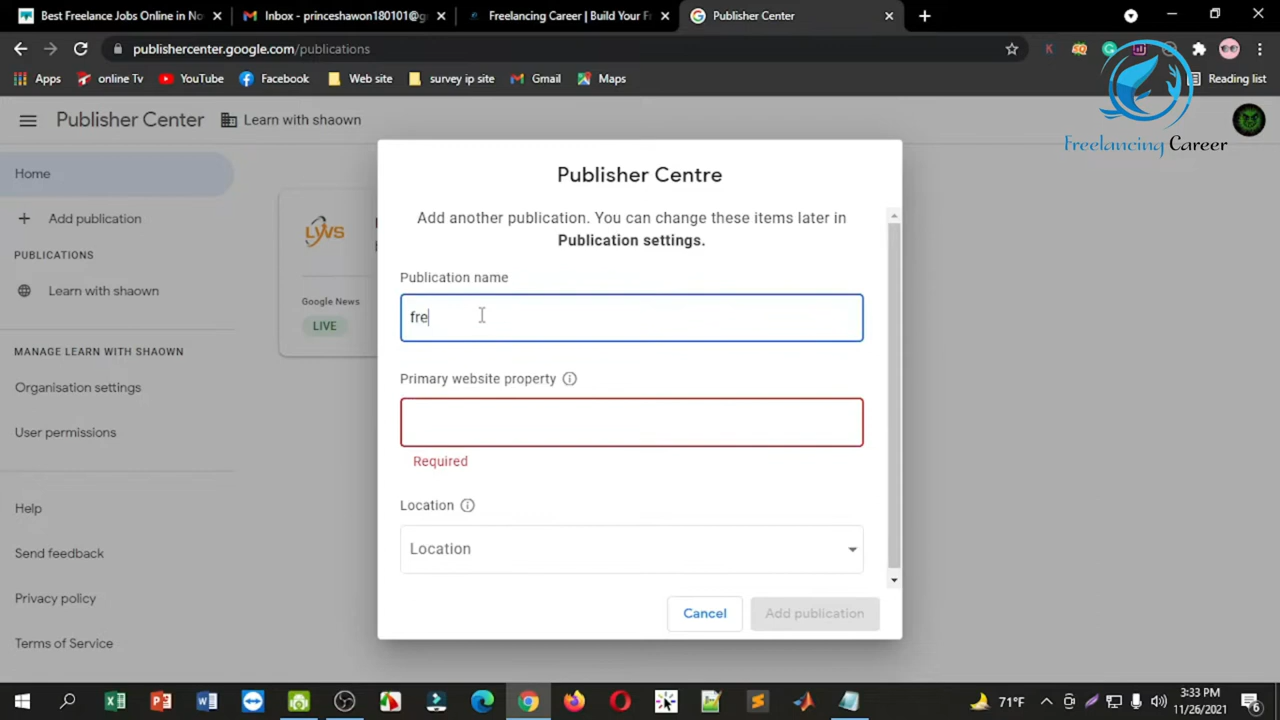 Best Freelance Jobs Online in No
Inbox - princeshawon180101@g
Freelancing Career | Build Your F
Publisher Center
publishercenter.google.com/publications
Apps
online Tv
YouTube
Facebook
Web site
survey ip site
Gmail
Maps
Reading list
Freelancing Career
Publisher Center
Learn with shaown
Home
Add publication
PUBLICATIONS
Learn with shaown
MANAGE LEARN WITH SHAOWN
Organisation settings
User permissions
Help
Send feedback
Privacy policy
Terms of Service
LWS
Google News
LIVE
Publisher Centre
Add another publication. You can change these items later in
Publication settings.
Publication name
fre
Primary website property
Required
Location
Location
Cancel
Add publication
71°F
3:33 PM
11/26/2021
6